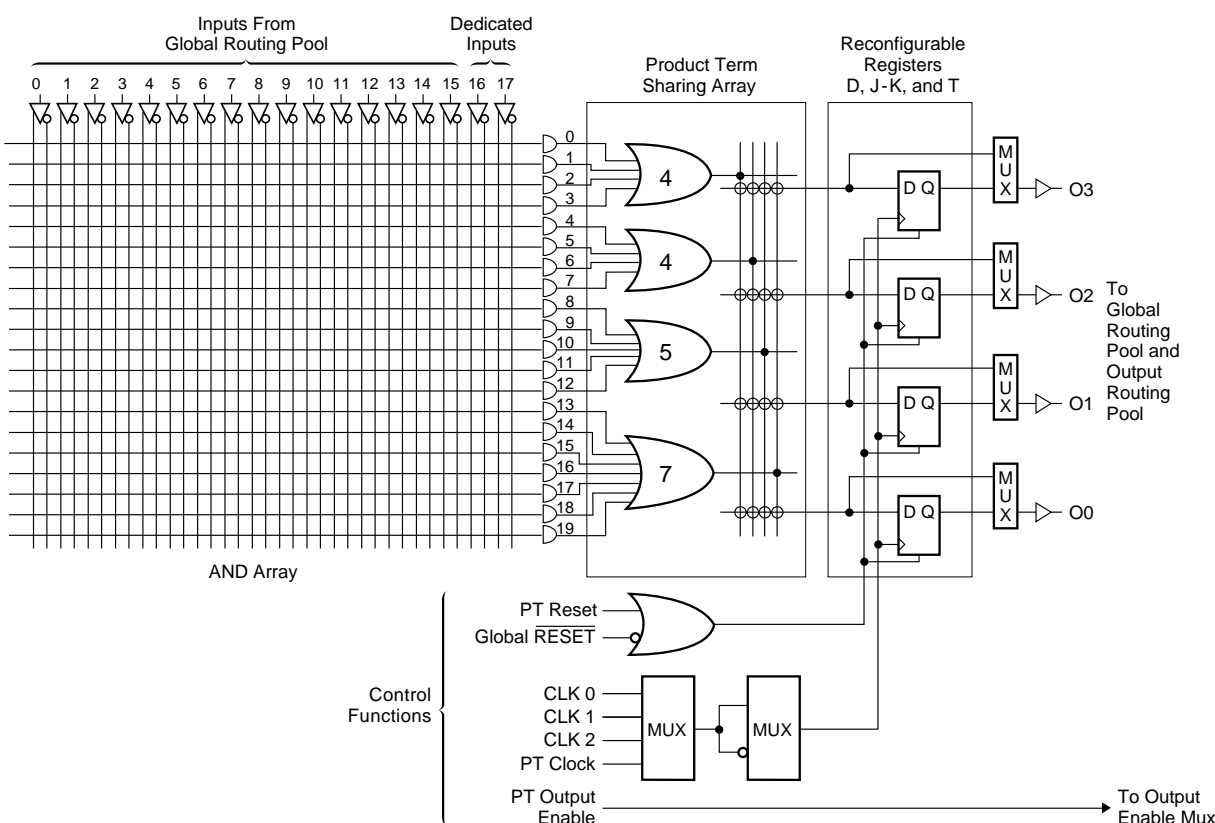 Inputs From
Global Routing Pool
Dedicated
Inputs
0 1 2 3 4 5 6 7 8 9 10 11 12 13 14 15 16 17
Product Term
Sharing Array
Reconfigurable
Registers
D, J-K, and T
0
1
2
3
4
5
6
7
8
9
10
11
12
13
14
15
16
17
18
19
4
4
5
7
D Q
MUX
O3
D Q
MUX
O2
D Q
MUX
O1
D Q
MUX
O0
To
Global
Routing
Pool and
Output
Routing
Pool
AND Array
Control
Functions
PT Reset
Global RESET
CLK 0
CLK 1
CLK 2
PT Clock
MUX
MUX
PT Output
Enable
To Output
Enable Mux